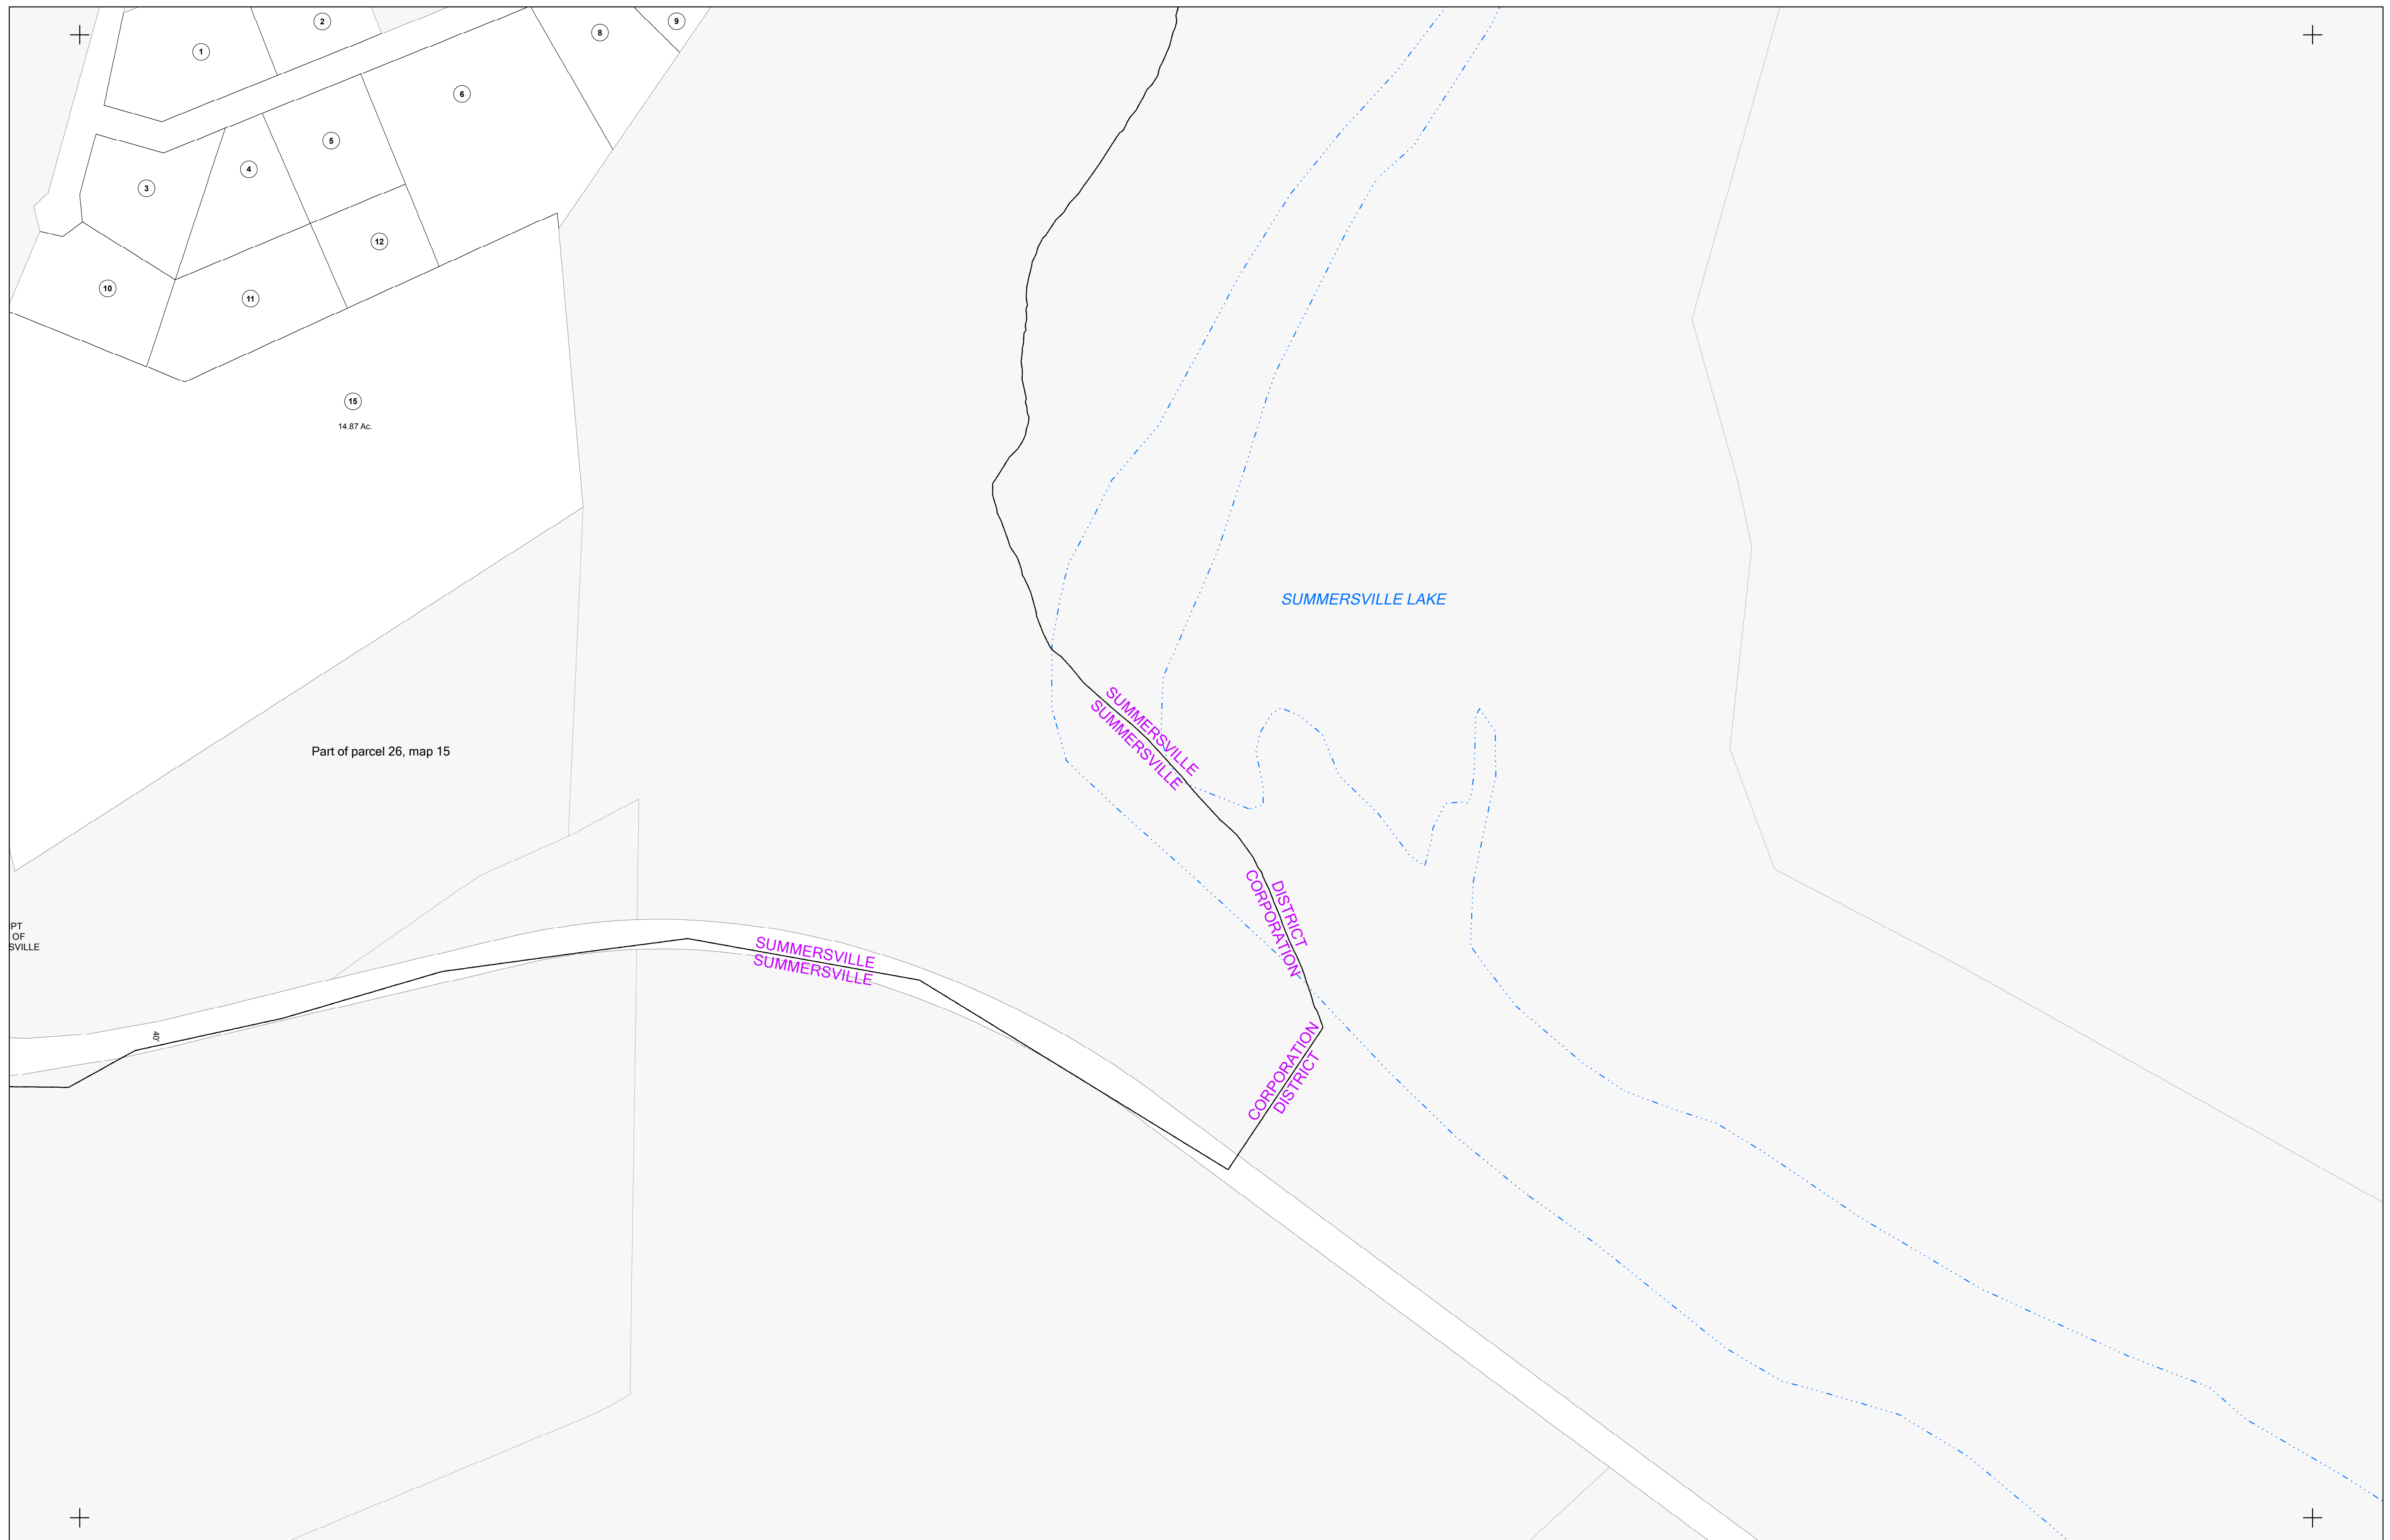 2
9
8
1
6
5
4
3
12
10
11
15
14.87 Ac.
SUMMERSVILLE LAKE
SUMMERSVILLE
SUMMERSVILLE
Part of parcel 26, map 15
DISTRICT
CORPORATION
PT
OF
SVILLE
SUMMERSVILLE
SUMMERSVILLE
40'
CORPORATION
DISTRICT